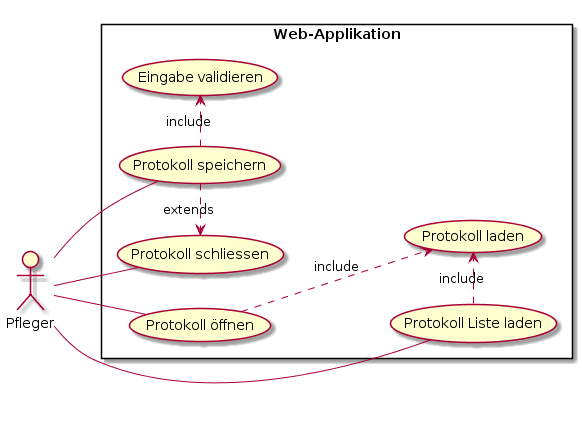 Web-Applikation
Eingabe validieren
include
Protokoll speichern
extends
Protokoll schliessen
Protokoll laden
include
include
Pfleger
Protokoll öffnen
Protokoll Liste laden